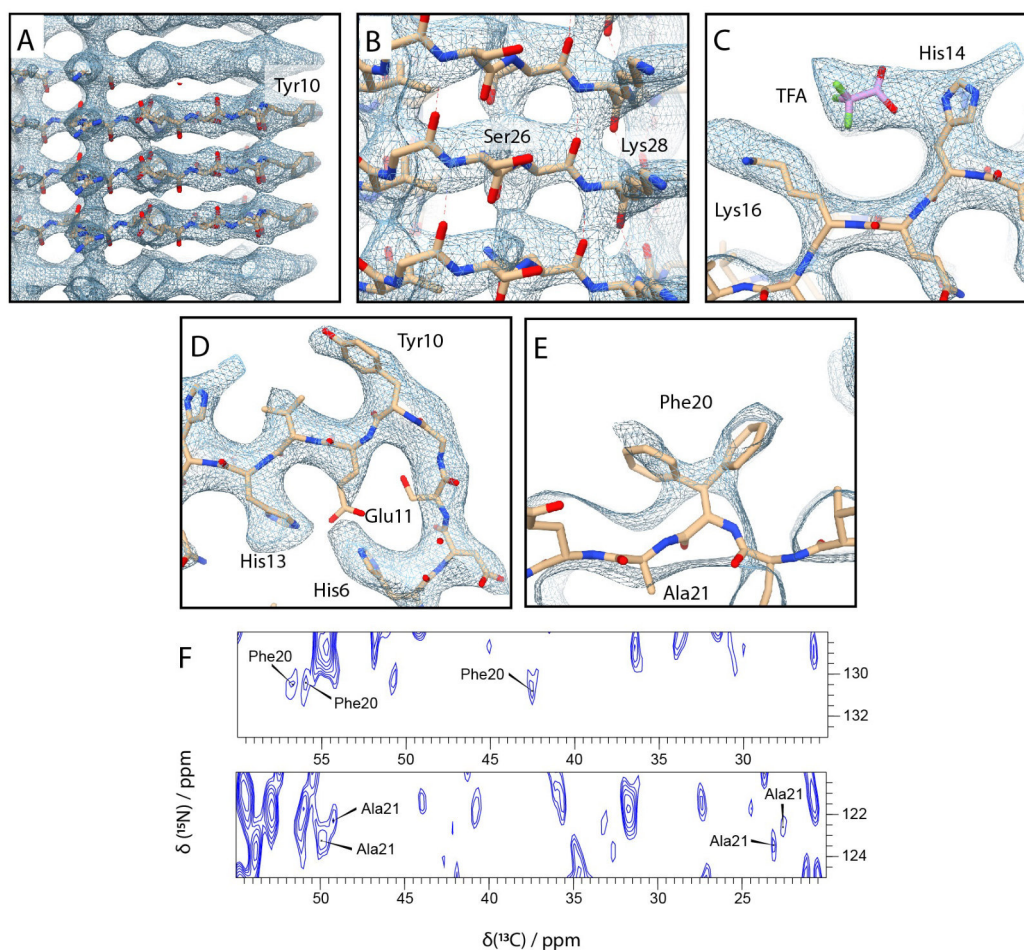 A
Tyr10
B
Ser26
Lys28
C
His14
TFA
Lys16
D
Tyr10
Glu11
His13
His6
E
Phe20
Ala21
F
Phe20
Phe20
Phe20
130
132
55 50 45 40 35 30
δ (¹⁵N) / ppm
Ala21
Ala21
Ala21
Ala21
122
124
50 45 40 35 30 25
δ(¹³C) / ppm